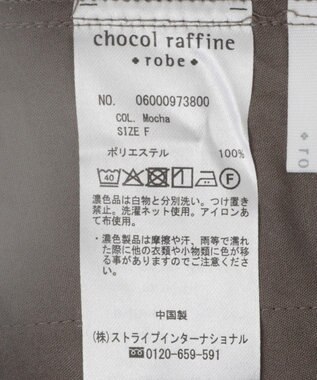 chocol raffine
robe
NO. 06000973800
COL. Mocha
SIZE F
ポリエステル 100%
40
F
濃色品は白物と分別洗い。つけ置き
禁止。洗濯ネット使用。アイロンあ
て布使用。
・濃色製品は摩擦や汗、雨等で濡れ
た際に他の衣類や小物に色が移
る事がありますのでご注意くださ
い。
中国製
(株)ストライプインターナショナル
0120-659-591
ro